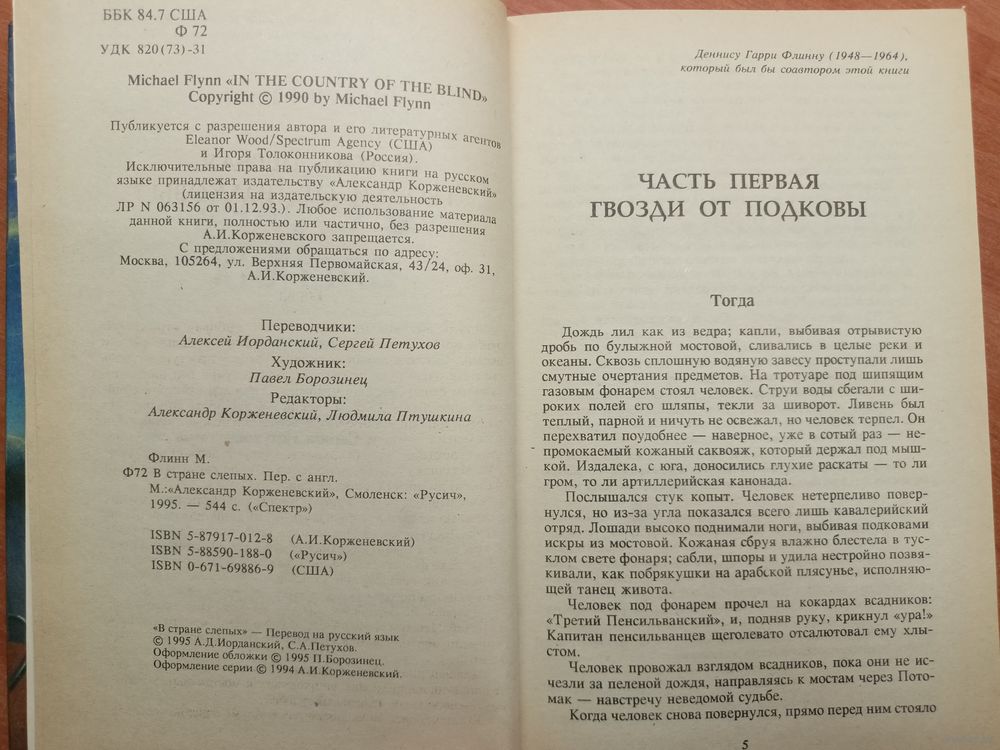 ББК 84.7 США
Ф 72
УДК 820(73)-31
Michael Flynn «IN THE COUNTRY OF THE BLIND»
Copyright © 1990 by Michael Flynn
Публикуется с разрешения автора и его литературных агентов
Eleanor Wood/Spectrum Agency (США)
и Игоря Толоконникова (Россия).
Исключительные права на публикацию книги на русском
языке принадлежат издательству «Александр Корженевский»
(лицензия на издательскую деятельность
ЛР N 063156 от 01.12.93.). Любое использование материала
данной книги, полностью или частично, без разрешения
А.И.Корженевского запрещается.
С предложениями обращаться по адресу:
Москва, 105264, ул. Верхняя Первомайская, 43/24, оф. 31,
А.И.Корженевский.
Переводчики:
Алексей Иорданский, Сергей Петухов
Художник:
Павел Борозинец
Редакторы:
Александр Корженевский, Людмила Птушкина
Флинн М.
Ф72 В стране слепых. Пер. с англ.
М.:«Александр Корженевский», Смоленск: «Русич»,
1995. — 544 с. («Спектр»)
ISBN 5-87917-012-8 (А.И.Корженевский)
ISBN 5-88590-188-0 («Русич»)
ISBN 0-671-69886-9 (США)
«В стране слепых» — Перевод на русский язык
© 1995 А.Д.Иорданский, С.А.Петухов.
Оформление обложки © 1995 П.Борозинец.
Оформление серии © 1994 А.И.Корженевский.
Деннису Гарри Флинну (1948—1964),
который был бы соавтором этой книги
ЧАСТЬ ПЕРВАЯ
ГВОЗДИ ОТ ПОДКОВЫ
Тогда
Дождь лил как из ведра; капли, выбивая отрывистую
дробь по булыжной мостовой, сливались в целые реки и
океаны. Сквозь сплошную водяную завесу проступали лишь
смутные очертания предметов. На тротуаре под шипящим
газовым фонарем стоял человек. Струи воды сбегали с ши-
роких полей его шляпы, текли за шиворот. Ливень был
теплый, парной и ничуть не освежал, но человек терпел. Он
перехватил поудобнее — наверное, уже в сотый раз — не-
промокаемый кожаный саквояж, который держал под мыш-
кой. Издалека, с юга, доносились глухие раскаты — то ли
гром, то ли артиллерийская канонада.
Послышался стук копыт. Человек нетерпеливо повер-
нулся, но из-за угла показался всего лишь кавалерийский
отряд. Лошади высоко поднимали ноги, выбивая подковами
искры из мостовой. Кожаная сбруя влажно блестела в тус-
клом свете фонаря; сабли, шпоры и удила нестройно позвя-
кивали, как побрякушки на арабской плясунье, исполняю-
щей танец живота.
Человек под фонарем прочел на кокардах всадников:
«Третий Пенсильванский», и, подняв руку, крикнул «ура!»
Капитан пенсильванцев щеголевато отсалютовал ему хлы-
стом.
Человек провожал взглядом всадников, пока они не ис-
чезли за пеленой дождя, направляясь к мостам через Пото-
мак — навстречу неведомой судьбе.
Когда человек снова повернулся, прямо перед ним стояло
5